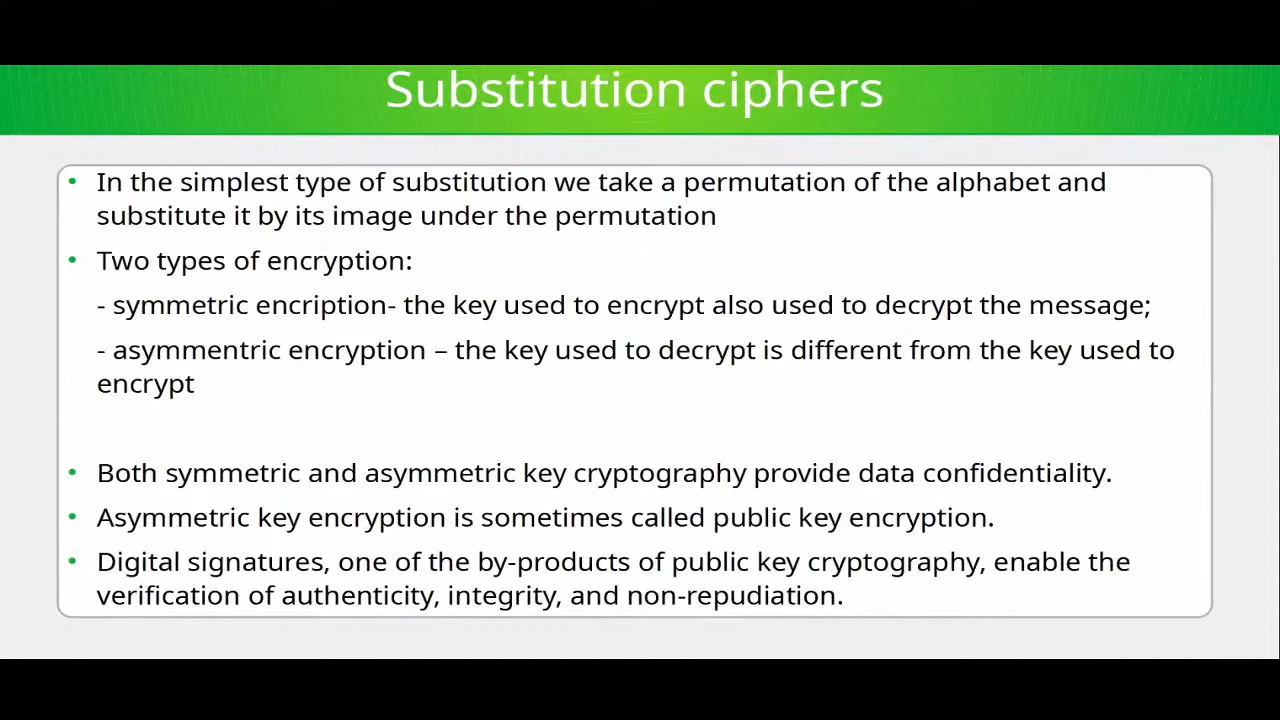 Substitution ciphers
• In the simplest type of substitution we take a permutation of the alphabet and
substitute it by its image under the permutation
• Two types of encryption:
- symmetric encription- the key used to encrypt also used to decrypt the message;
- asymmentric encryption – the key used to decrypt is different from the key used to
encrypt
• Both symmetric and asymmetric key cryptography provide data confidentiality.
• Asymmetric key encryption is sometimes called public key encryption.
• Digital signatures, one of the by-products of public key cryptography, enable the
verification of authenticity, integrity, and non-repudiation.